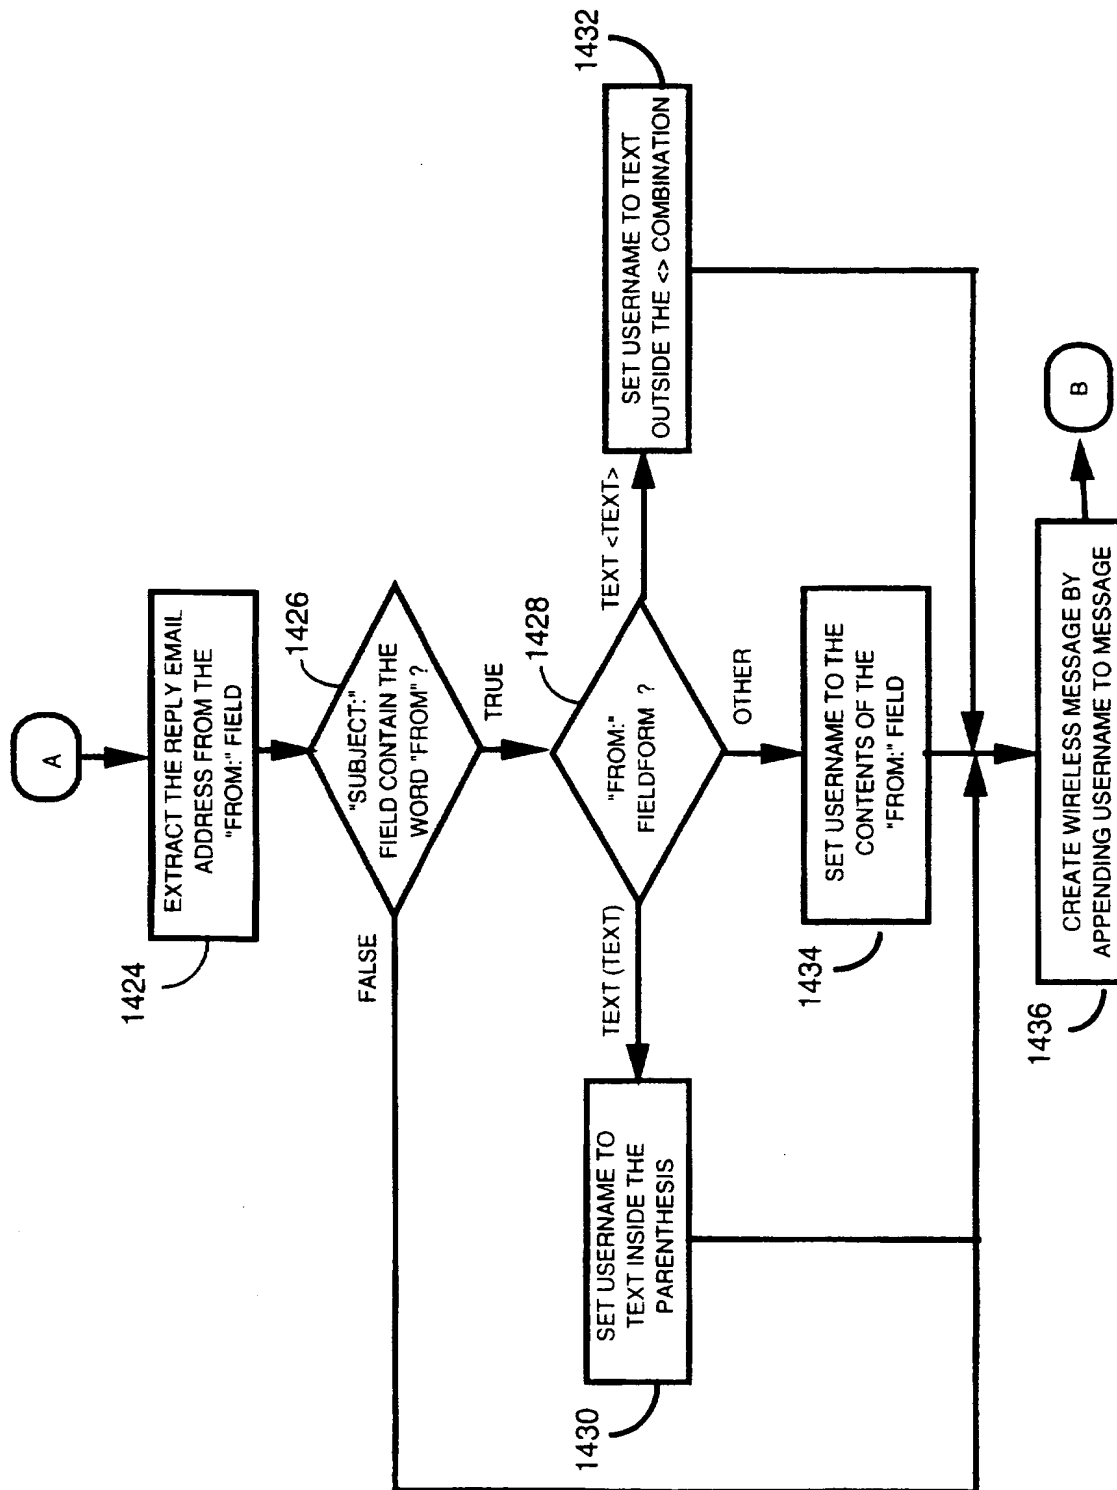 A
EXTRACT THE REPLY EMAIL
ADDRESS FROM THE
"FROM:" FIELD
1424
"SUBJECT:"
FIELD CONTAIN THE
WORD "FROM" ?
1426
FALSE
TRUE
"FROM:"
FIELDFORM ?
1428
TEXT (TEXT)
OTHER
TEXT <TEXT>
SET USERNAME TO
TEXT INSIDE THE
PARENTHESIS
1430
SET USERNAME TO THE
CONTENTS OF THE
"FROM:" FIELD
1434
SET USERNAME TO TEXT
OUTSIDE THE <> COMBINATION
1432
CREATE WIRELESS MESSAGE BY
APPENDING USERNAME TO MESSAGE
1436
B